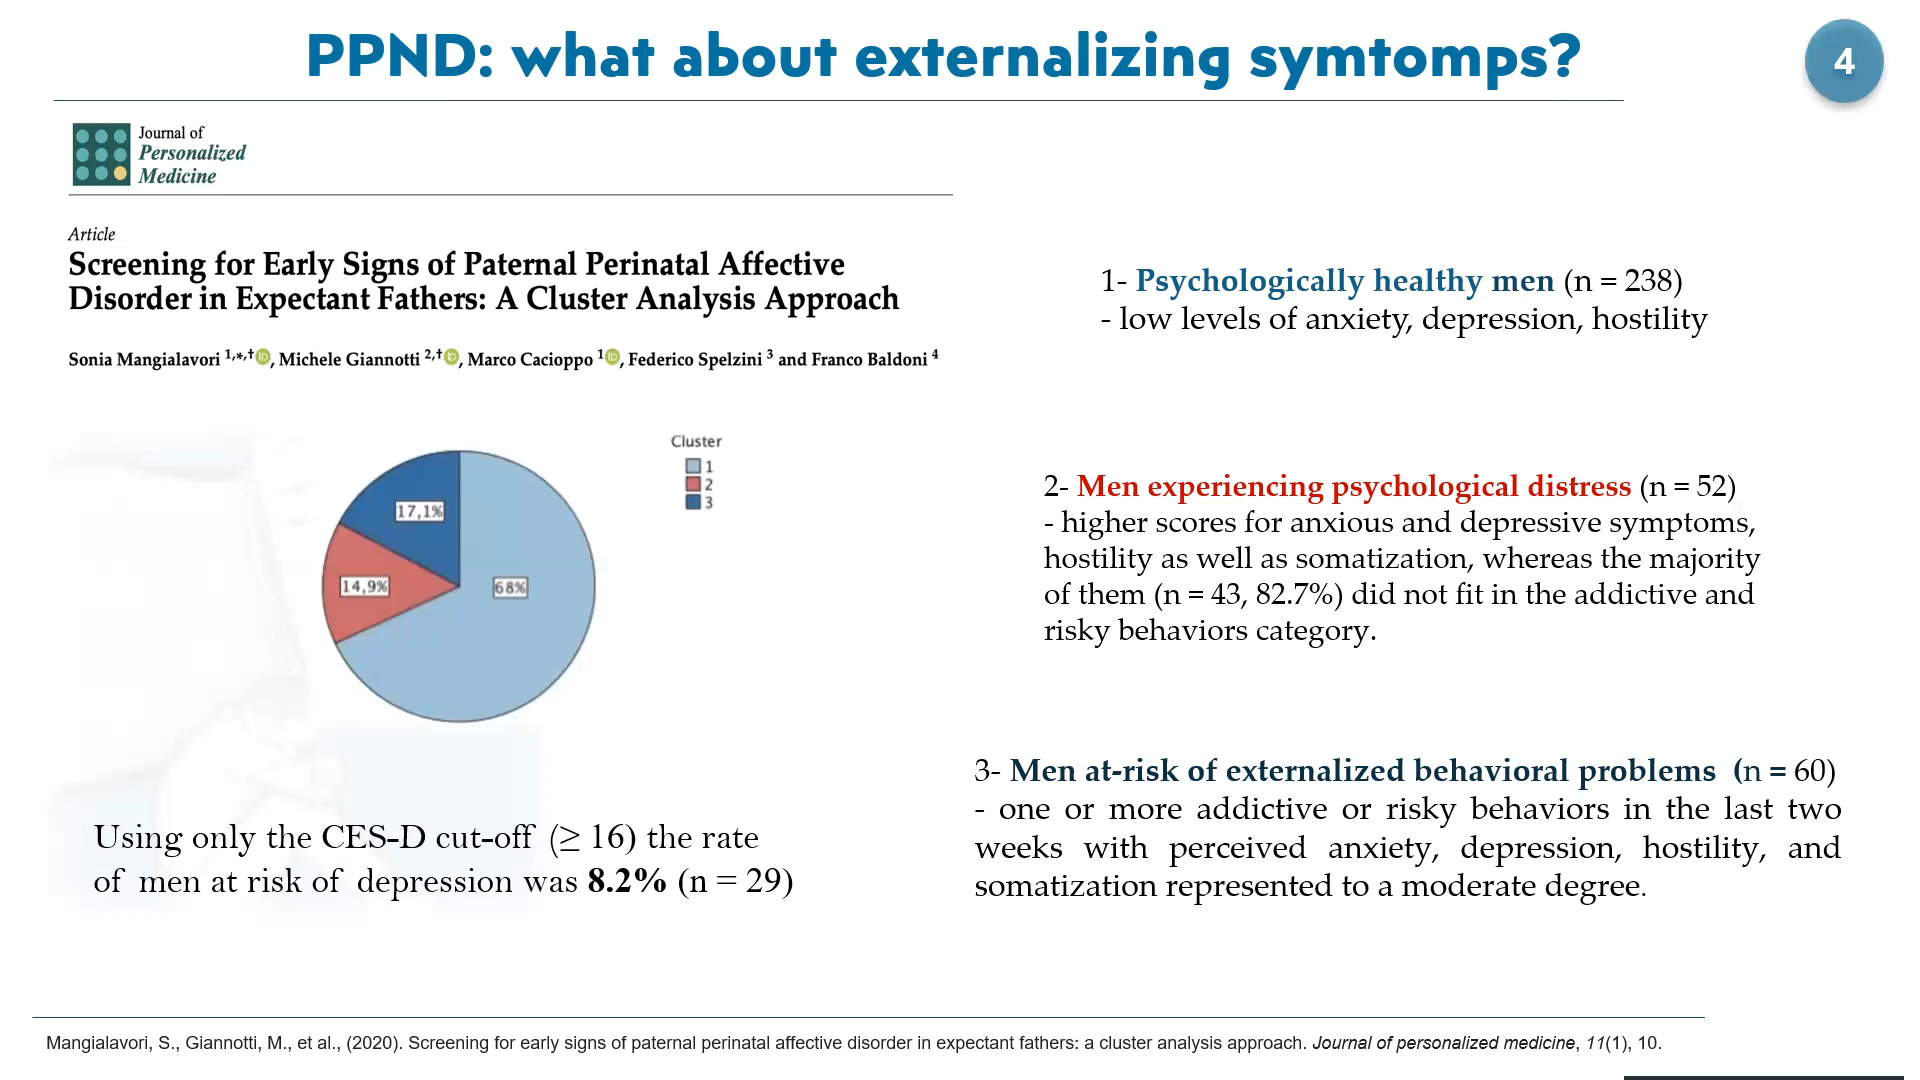 PPND: what about externalizing symtomps?
4
Journal of
Personalized
Medicine
Article
Screening for Early Signs of Paternal Perinatal Affective
Disorder in Expectant Fathers: A Cluster Analysis Approach
Sonia Mangialavori 1,*,† iD, Michele Giannotti 2,† iD, Marco Cacioppo 1 iD, Federico Spelzini 3 and Franco Baldoni 4
Cluster
1
2
3
17,1%
14,9%
68%
Using only the CES-D cut-off (≥ 16) the rate
of men at risk of depression was 8.2% (n = 29)
1- Psychologically healthy men (n = 238)
- low levels of anxiety, depression, hostility
2- Men experiencing psychological distress (n = 52)
- higher scores for anxious and depressive symptoms,
hostility as well as somatization, whereas the majority
of them (n = 43, 82.7%) did not fit in the addictive and
risky behaviors category.
3- Men at-risk of externalized behavioral problems (n = 60)
- one or more addictive or risky behaviors in the last two
weeks with perceived anxiety, depression, hostility, and
somatization represented to a moderate degree.
Mangialavori, S., Giannotti, M., et al., (2020). Screening for early signs of paternal perinatal affective disorder in expectant fathers: a cluster analysis approach. Journal of personalized medicine, 11(1), 10.